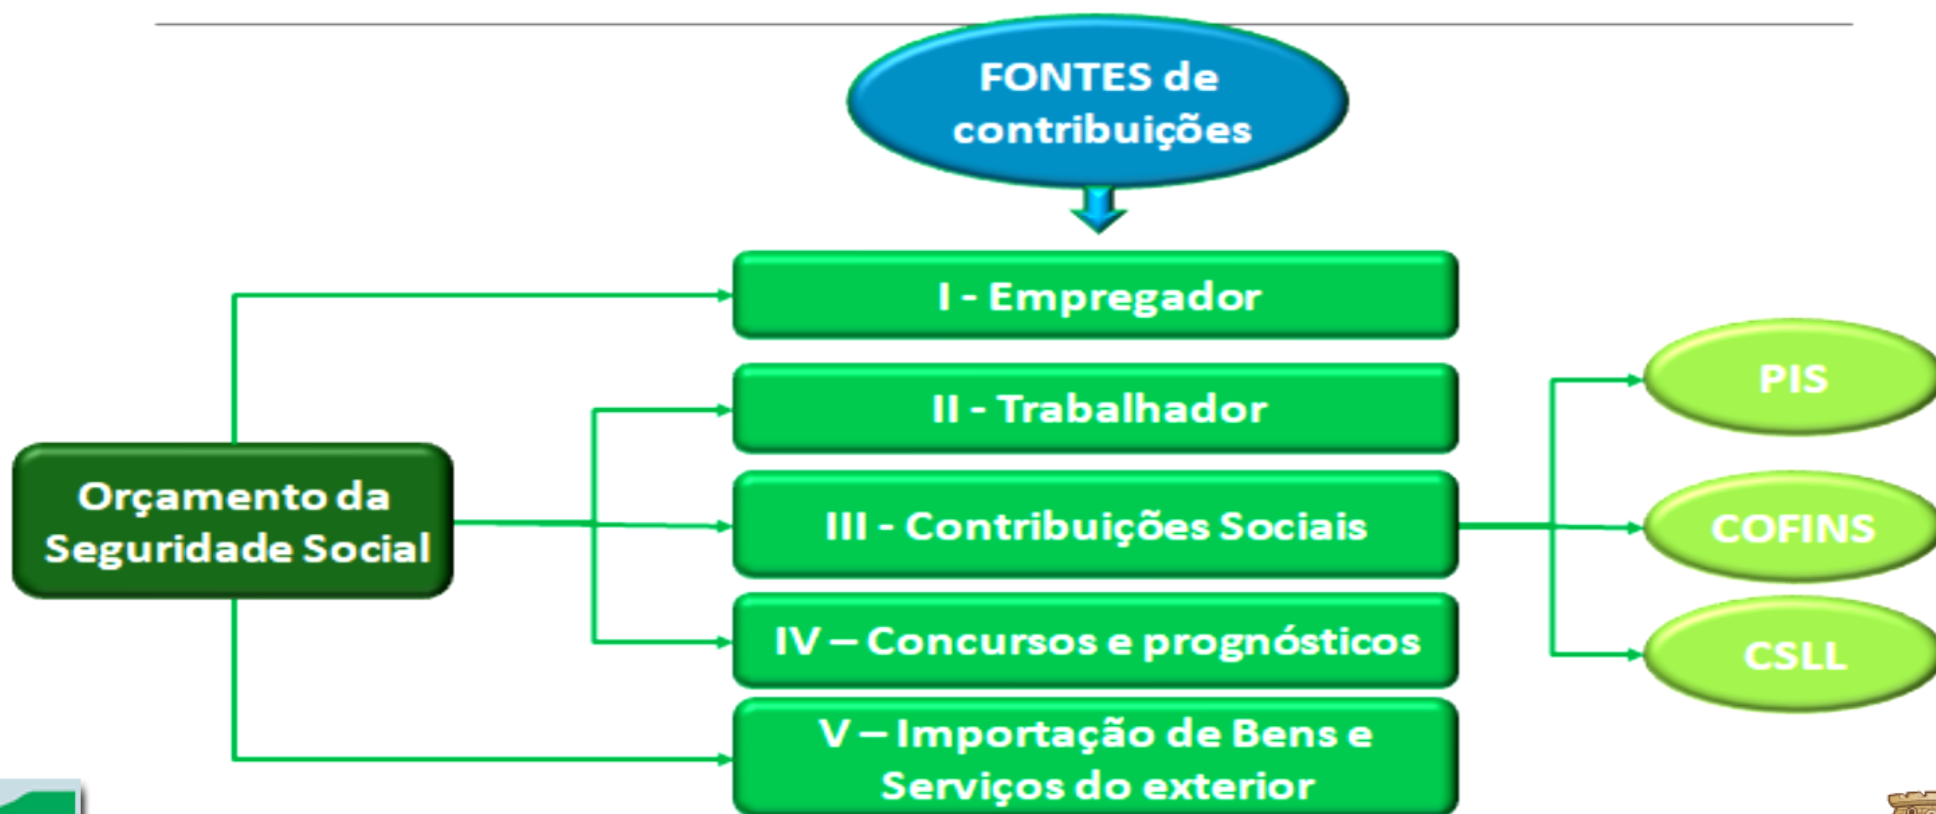 FONTES de
contribuições
I - Empregador
II - Trabalhador
III - Contribuições Sociais
IV – Concursos e prognósticos
V – Importação de Bens e
Serviços do exterior
Orçamento da
Seguridade Social
PIS
COFINS
CSLL